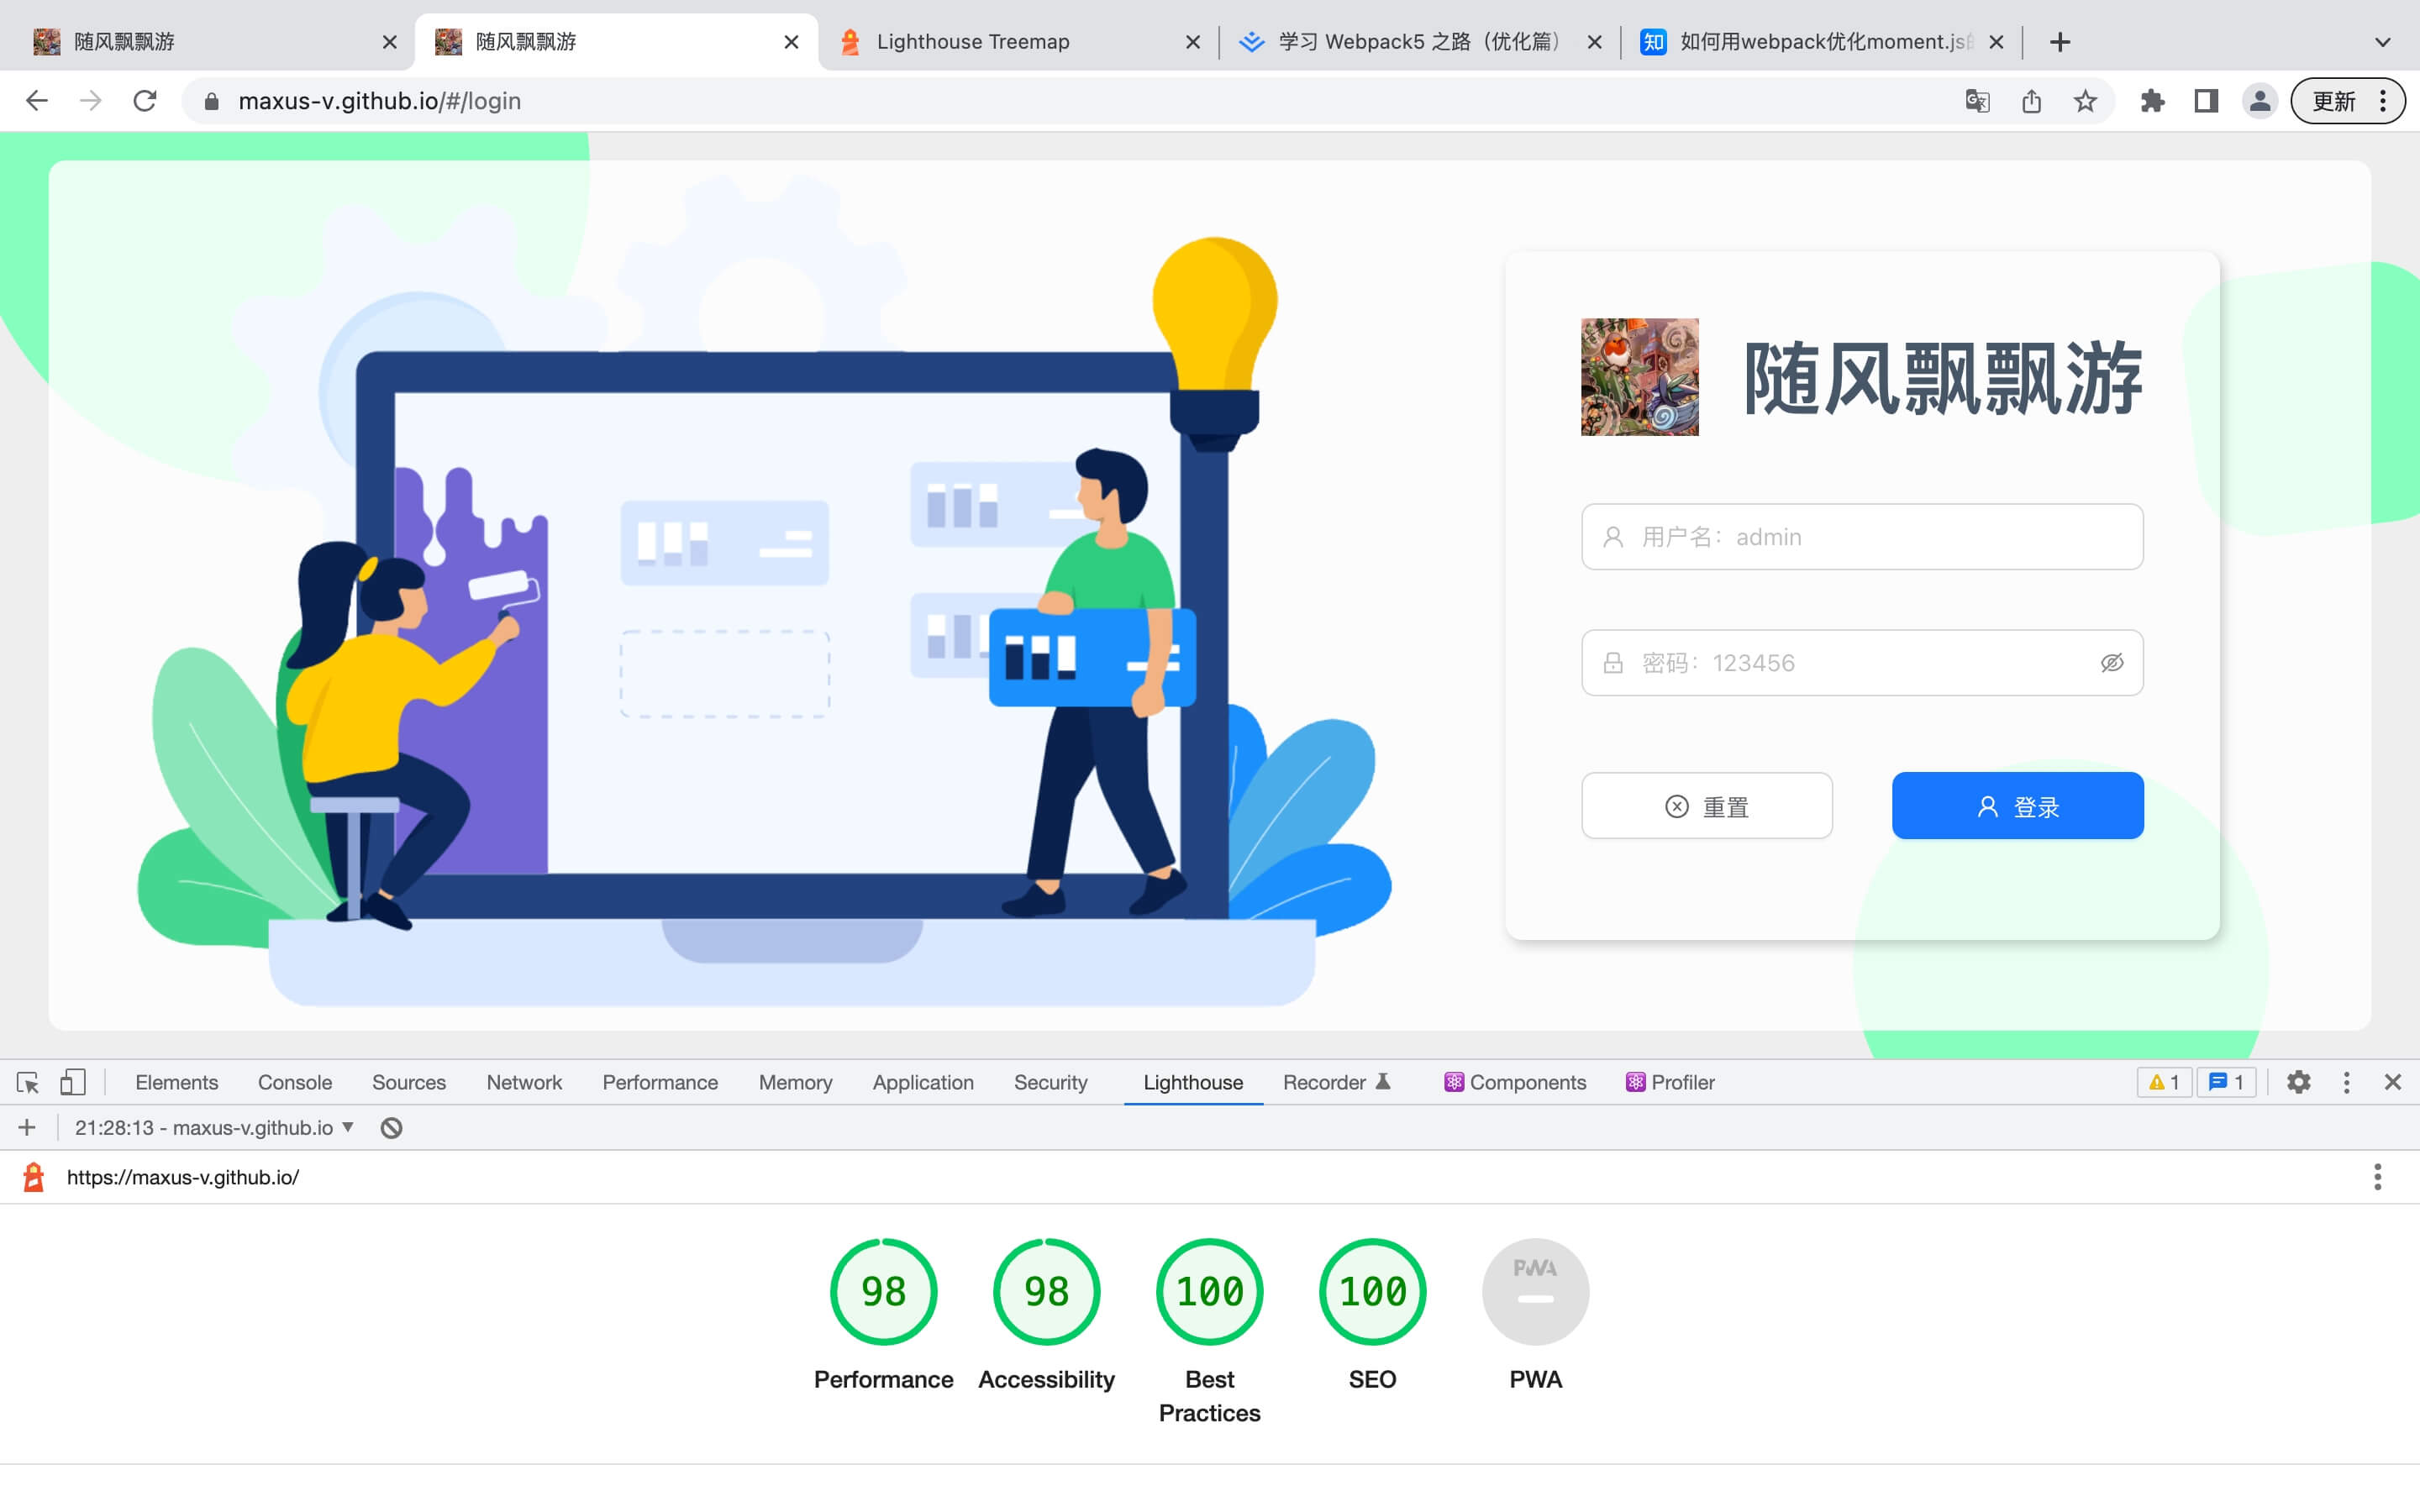 随风飘飘游
随风飘飘游
Lighthouse Treemap
学习 Webpack5 之路（优化篇）
如何用webpack优化moment.js
maxus-v.github.io/#/login
更新
随风飘飘游
用户名：admin
密码：123456
重置
登录
Elements
Console
Sources
Network
Performance
Memory
Application
Security
Lighthouse
Recorder
Components
Profiler
1
1
21:28:13 - maxus-v.github.io
https://maxus-v.github.io/
98
98
100
100
PWA
Performance
Accessibility
Best
Practices
SEO
PWA